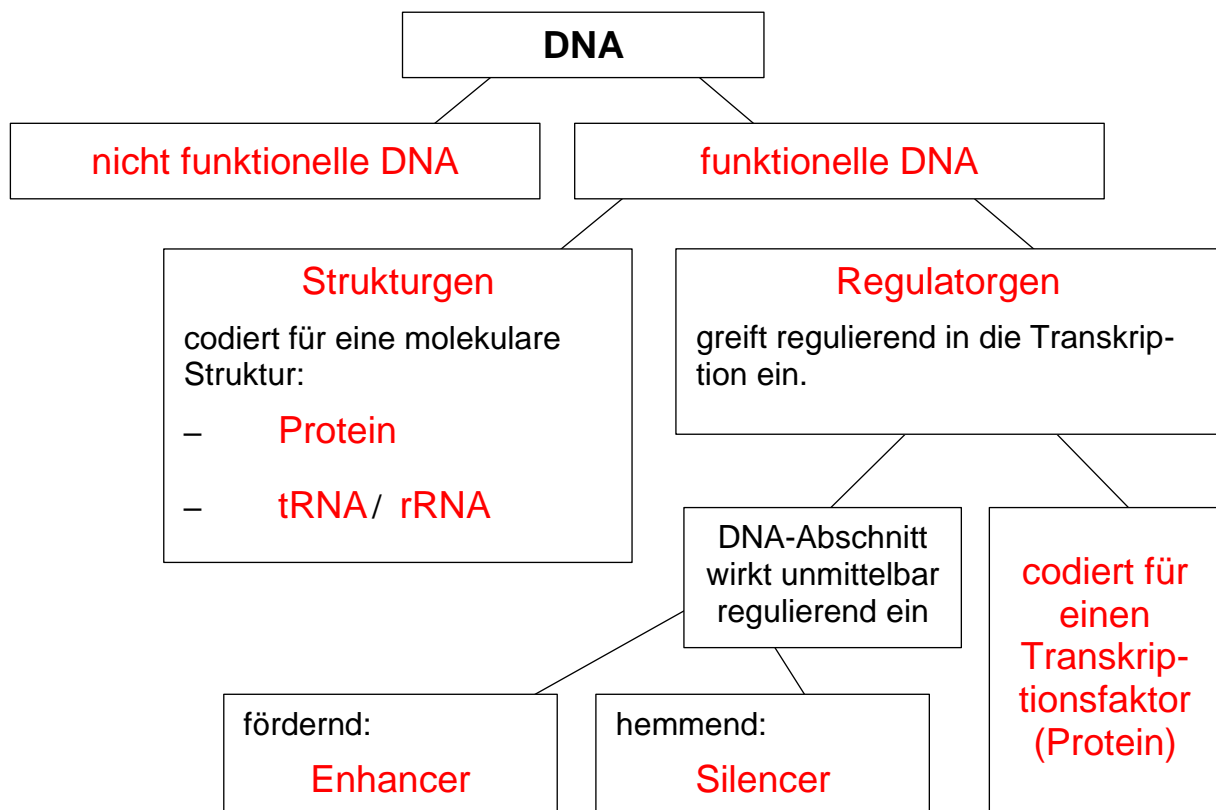 DNA
nicht funktionelle DNA
funktionelle DNA
Strukturgen
codiert für eine molekulare
Struktur:
– Protein
– tRNA / rRNA
Regulatorgen
greift regulierend in die Transkrip-
tion ein.
DNA-Abschnitt
wirkt unmittelbar
regulierend ein
codiert für
einen
Transkrip-
tionsfaktor
(Protein)
fördernd:
Enhancer
hemmend:
Silencer